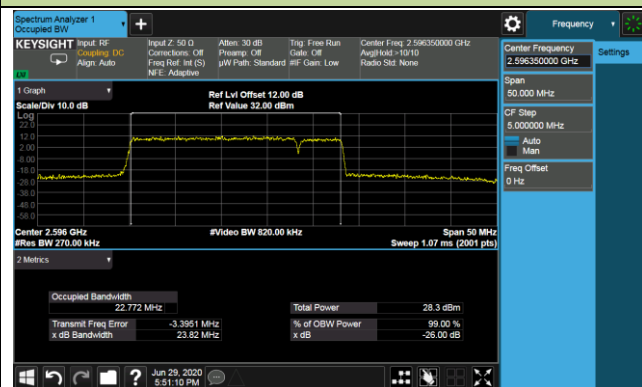 Spectrum Analyzer 1
Occupied BW
Frequency
KEYSIGHT
Input: RF
Coupling: DC
Align: Auto
Input Z: 50 Ω
Corrections: Off
Freq Ref: Int (S)
NFE: Adaptive
Atten: 30 dB
Preamp: Off
µW Path: Standard
Trig: Free Run
Gate: Off
#IF Gain: Low
Center Freq: 2.596350000 GHz
Avg|Hold:>10/10
Radio Std: None
Center Frequency
2.596350000 GHz
Settings
Span
50.000 MHz
CF Step
5.000000 MHz
Auto
Man
Freq Offset
0 Hz
1 Graph
Scale/Div 10.0 dB
Ref Lvl Offset 12.00 dB
Ref Value 32.00 dBm
Log
22.0
12.0
2.00
-8.00
-18.0
-28.0
-38.0
-48.0
-58.0
Center 2.596 GHz
#Video BW 820.00 kHz
Span 50 MHz
#Res BW 270.00 kHz
Sweep 1.07 ms (2001 pts)
2 Metrics
Occupied Bandwidth
22.772 MHz
Total Power 28.3 dBm
Transmit Freq Error -3.3951 MHz
% of OBW Power 99.00 %
x dB Bandwidth 23.82 MHz
x dB -26.00 dB
Jun 29, 2020
5:51:10 PM